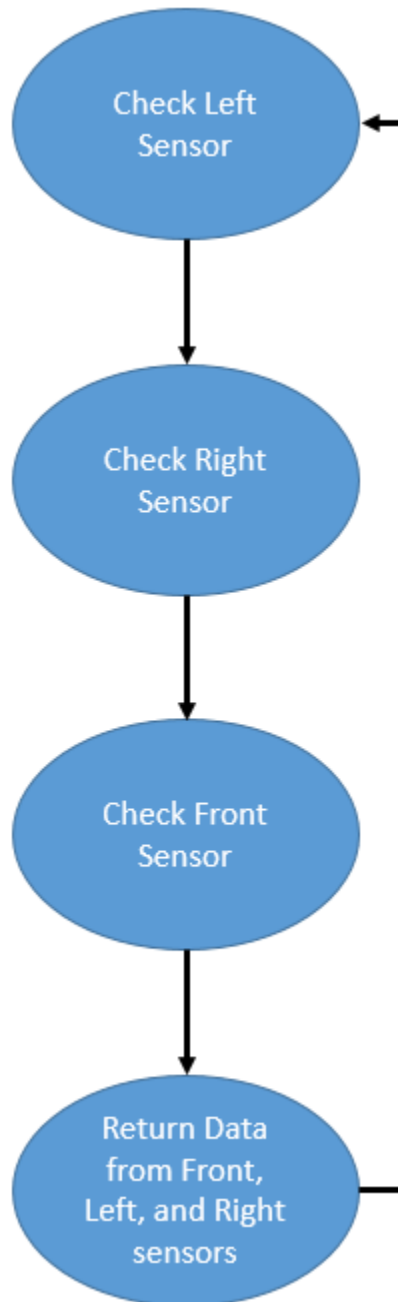 Check Left
Sensor
Check Right
Sensor
Check Front
Sensor
Return Data
from Front,
Left, and Right
sensors